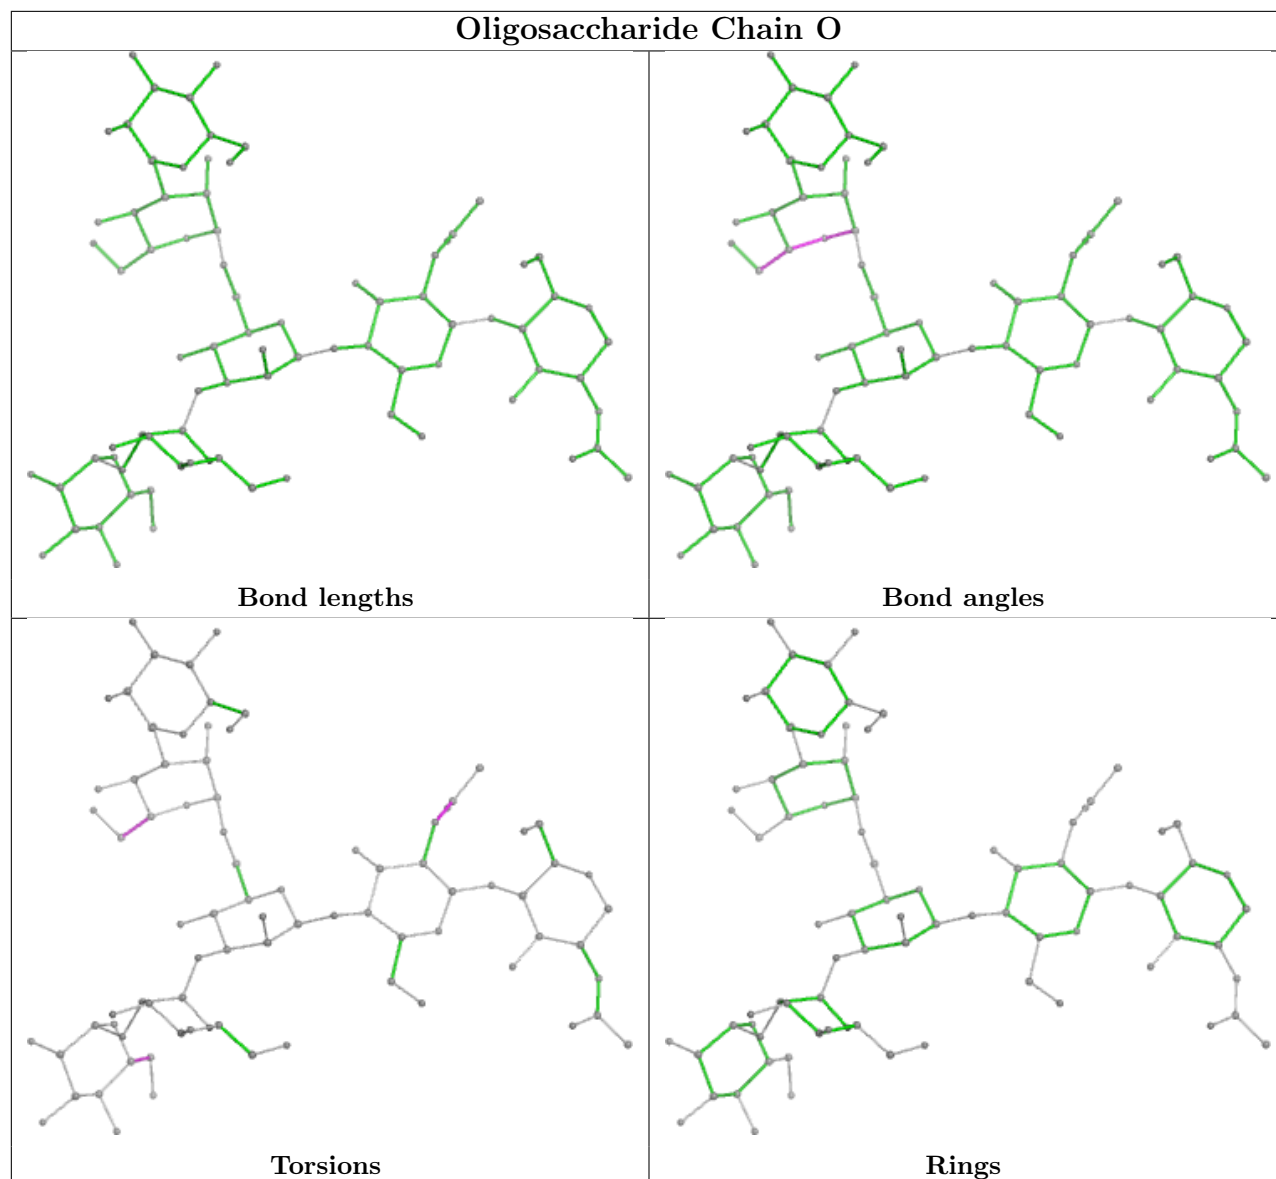 Oligosaccharide Chain O
Bond lengths
Bond angles
Torsions
Rings